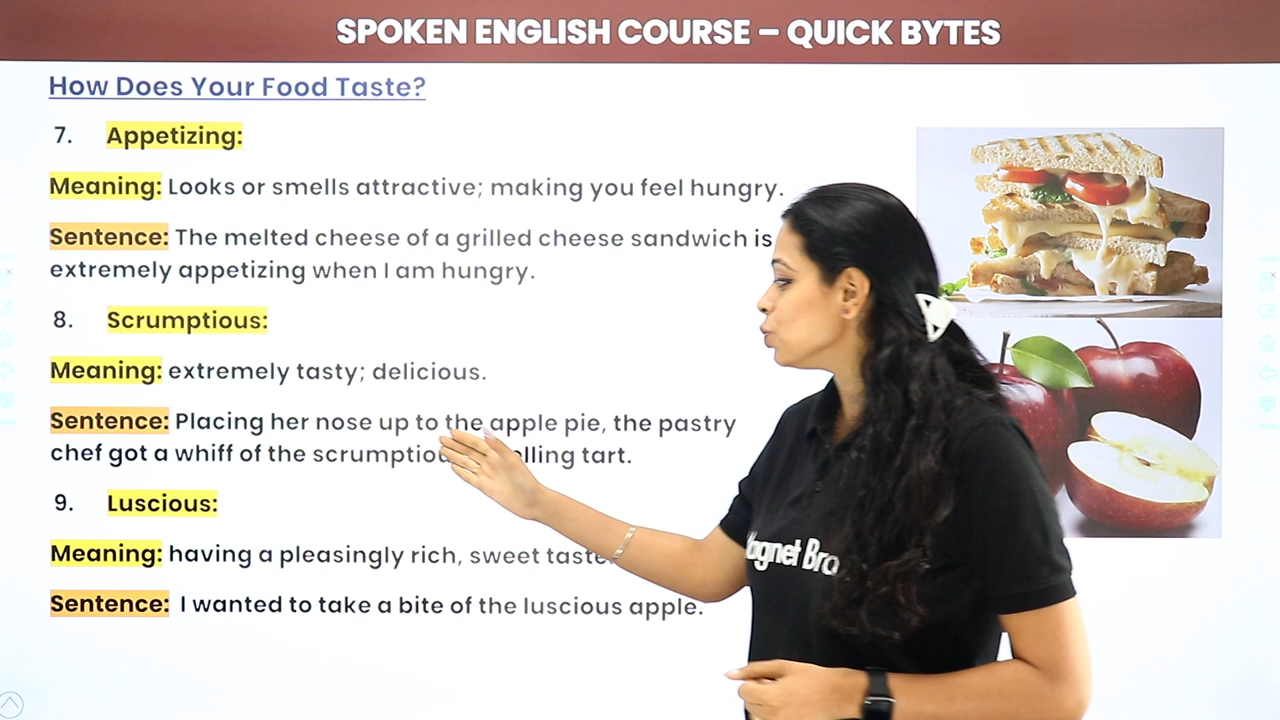 SPOKEN ENGLISH COURSE – QUICK BYTES
How Does Your Food Taste?
7. Appetizing:
Meaning: Looks or smells attractive; making you feel hungry.
Sentence: The melted cheese of a grilled cheese sandwich is
extremely appetizing when I am hungry.
8. Scrumptious:
Meaning: extremely tasty; delicious.
Sentence: Placing her nose up to the apple pie, the pastry
chef got a whiff of the tart.
9. Luscious:
Meaning: having a pleasingly rich, sweet taste.
Sentence: I wanted to take a bite of the luscious apple.